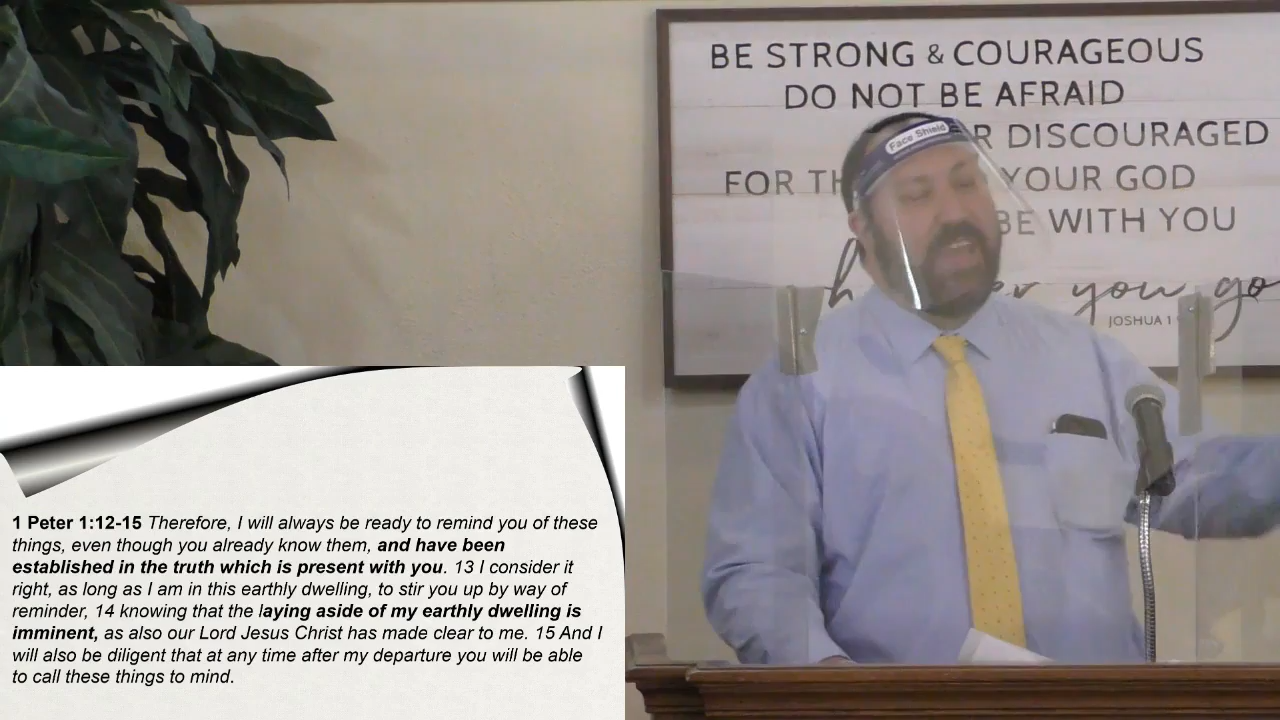 BE STRONG & COURAGEOUS
DO NOT BE AFRAID
R DISCOURAGED
FOR TH YOUR GOD
BE WITH YOU
h er you go
JOSHUA 1
Face Shield
1 Peter 1:12-15 Therefore, I will always be ready to remind you of these
things, even though you already know them, and have been
established in the truth which is present with you. 13 I consider it
right, as long as I am in this earthly dwelling, to stir you up by way of
reminder, 14 knowing that the laying aside of my earthly dwelling is
imminent, as also our Lord Jesus Christ has made clear to me. 15 And I
will also be diligent that at any time after my departure you will be able
to call these things to mind.